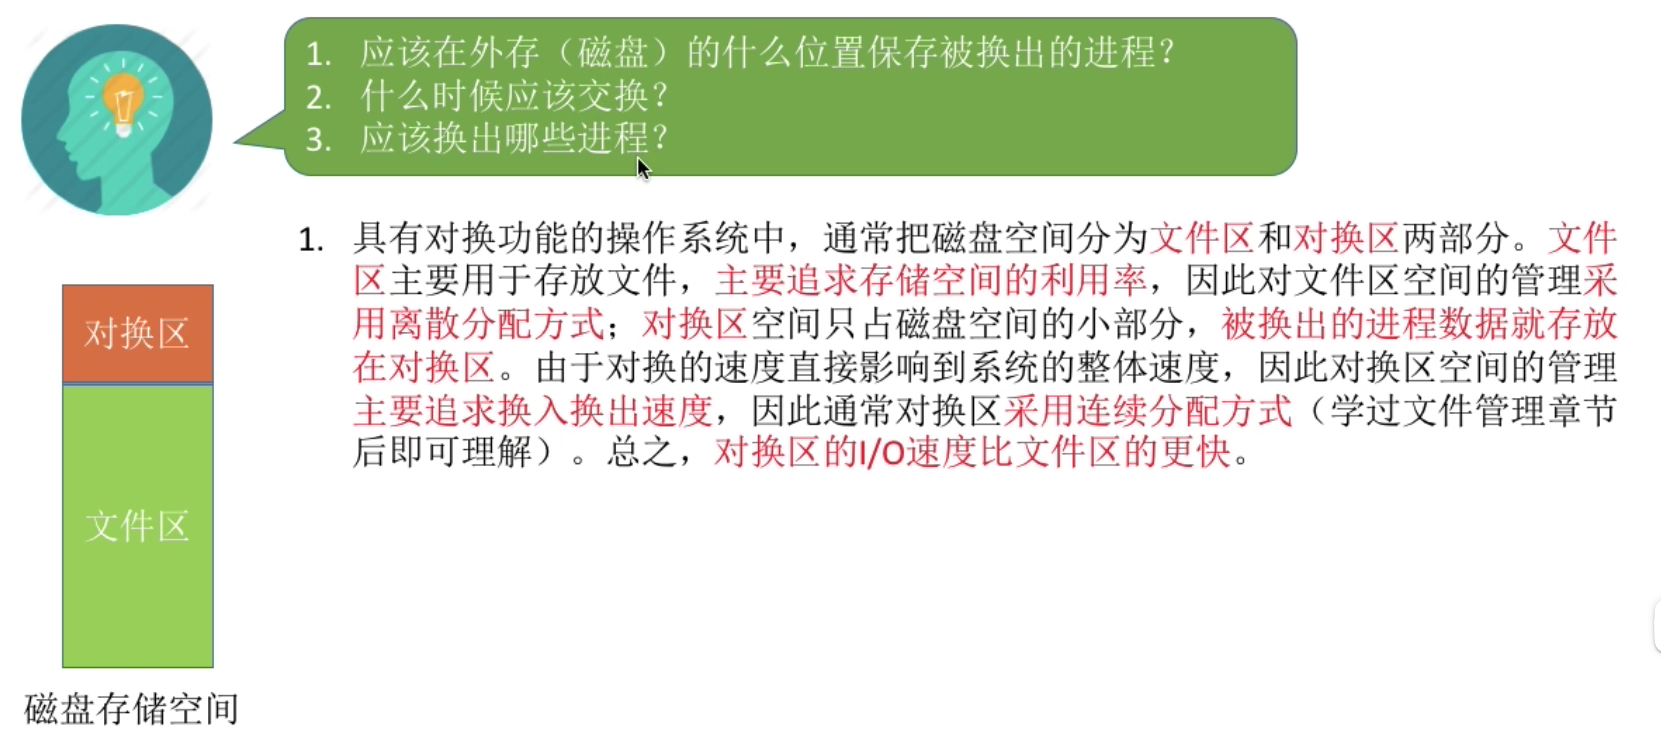 1. 应该在外存（磁盘）的什么位置保存被换出的进程？
2. 什么时候应该交换？
3. 应该换出哪些进程？
1. 具有对换功能的操作系统中，通常把磁盘空间分为文件区和对换区两部分。文件
区主要用于存放文件，主要追求存储空间的利用率，因此对文件区空间的管理采
用离散分配方式；对换区空间只占磁盘空间的小部分，被换出的进程数据就存放
在对换区。由于对换的速度直接影响到系统的整体速度，因此对换区空间的管理
主要追求换入换出速度，因此通常对换区采用连续分配方式（学过文件管理章节
后即可理解）。总之，对换区的I/O速度比文件区的更快。
对换区
文件区
磁盘存储空间